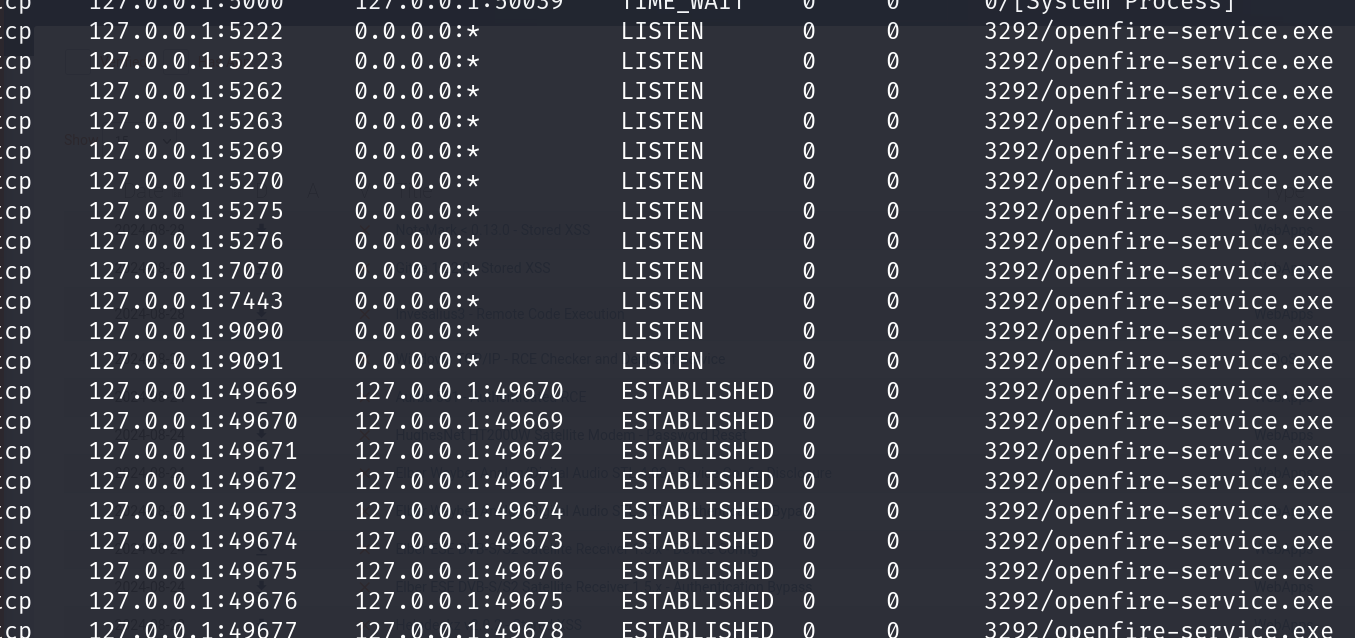 cp 127.0.0.1:5000 127.0.0.1:50039 TIME_WAIT 0 0 0/[System Process]
cp 127.0.0.1:5222 0.0.0.0:* LISTEN 0 0 3292/openfire-service.exe
cp 127.0.0.1:5223 0.0.0.0:* LISTEN 0 0 3292/openfire-service.exe
cp 127.0.0.1:5262 0.0.0.0:* LISTEN 0 0 3292/openfire-service.exe
cp 127.0.0.1:5263 0.0.0.0:* LISTEN 0 0 3292/openfire-service.exe
cp 127.0.0.1:5269 0.0.0.0:* LISTEN 0 0 3292/openfire-service.exe
cp 127.0.0.1:5270 0.0.0.0:* LISTEN 0 0 3292/openfire-service.exe
cp 127.0.0.1:5275 0.0.0.0:* LISTEN 0 0 3292/openfire-service.exe
cp 127.0.0.1:5276 0.0.0.0:* LISTEN 0 0 3292/openfire-service.exe
cp 127.0.0.1:7070 0.0.0.0:* LISTEN 0 0 3292/openfire-service.exe
cp 127.0.0.1:7443 0.0.0.0:* LISTEN 0 0 3292/openfire-service.exe
cp 127.0.0.1:9090 0.0.0.0:* LISTEN 0 0 3292/openfire-service.exe
cp 127.0.0.1:9091 0.0.0.0:* LISTEN 0 0 3292/openfire-service.exe
cp 127.0.0.1:49669 127.0.0.1:49670 ESTABLISHED 0 0 3292/openfire-service.exe
cp 127.0.0.1:49670 127.0.0.1:49669 ESTABLISHED 0 0 3292/openfire-service.exe
cp 127.0.0.1:49671 127.0.0.1:49672 ESTABLISHED 0 0 3292/openfire-service.exe
cp 127.0.0.1:49672 127.0.0.1:49671 ESTABLISHED 0 0 3292/openfire-service.exe
cp 127.0.0.1:49673 127.0.0.1:49674 ESTABLISHED 0 0 3292/openfire-service.exe
cp 127.0.0.1:49674 127.0.0.1:49673 ESTABLISHED 0 0 3292/openfire-service.exe
cp 127.0.0.1:49675 127.0.0.1:49676 ESTABLISHED 0 0 3292/openfire-service.exe
cp 127.0.0.1:49676 127.0.0.1:49675 ESTABLISHED 0 0 3292/openfire-service.exe
cp 127.0.0.1:49677 127.0.0.1:49678 ESTABLISHED 0 0 3292/openfire-service.exe